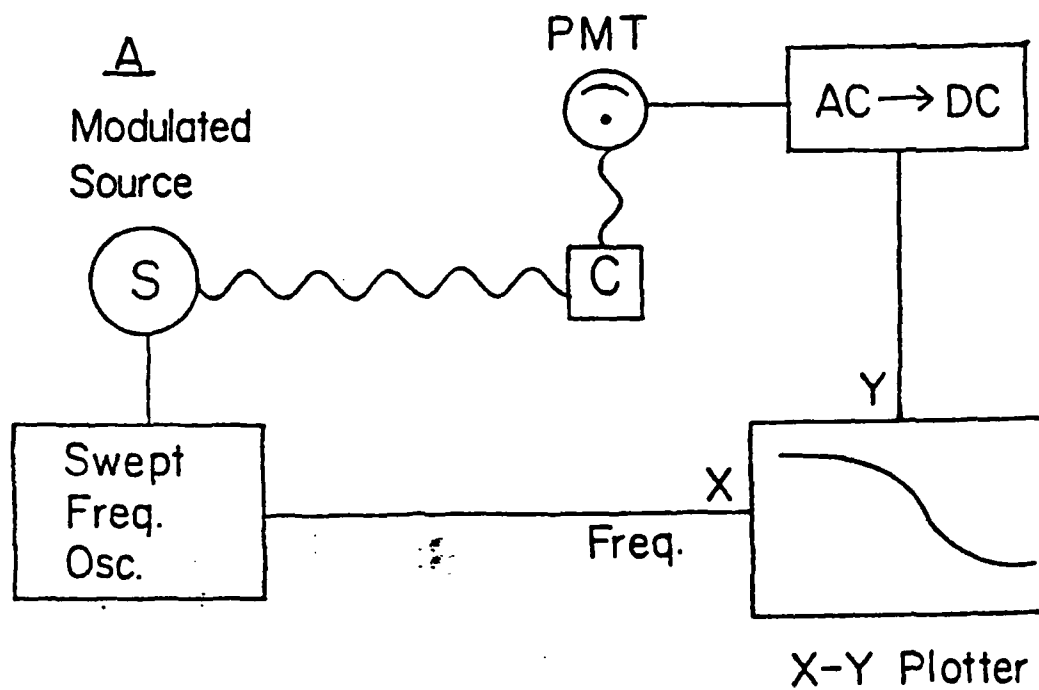 A
Modulated
Source
S
PMT
C
AC → DC
Swept
Freq.
Osc.
Freq.
X
Y
X-Y Plotter